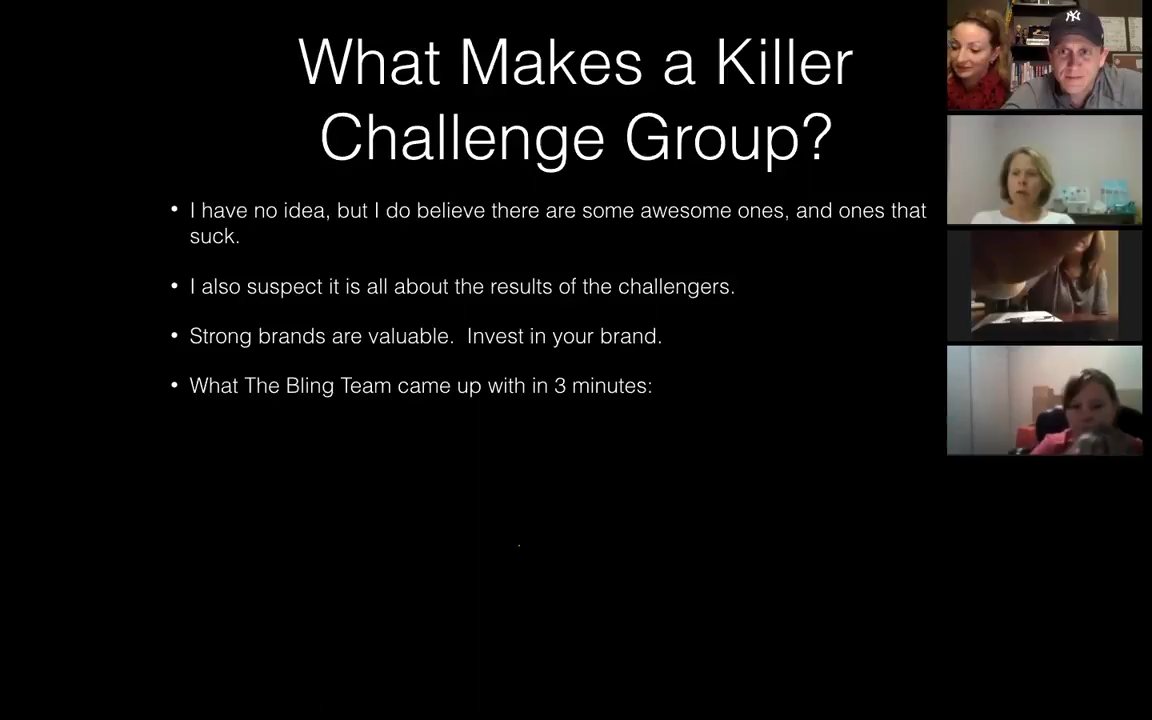 What Makes a Killer
Challenge Group?
• I have no idea, but I do believe there are some awesome ones, and ones that
suck.
• I also suspect it is all about the results of the challengers.
• Strong brands are valuable.  Invest in your brand.
• What The Bling Team came up with in 3 minutes:
NY